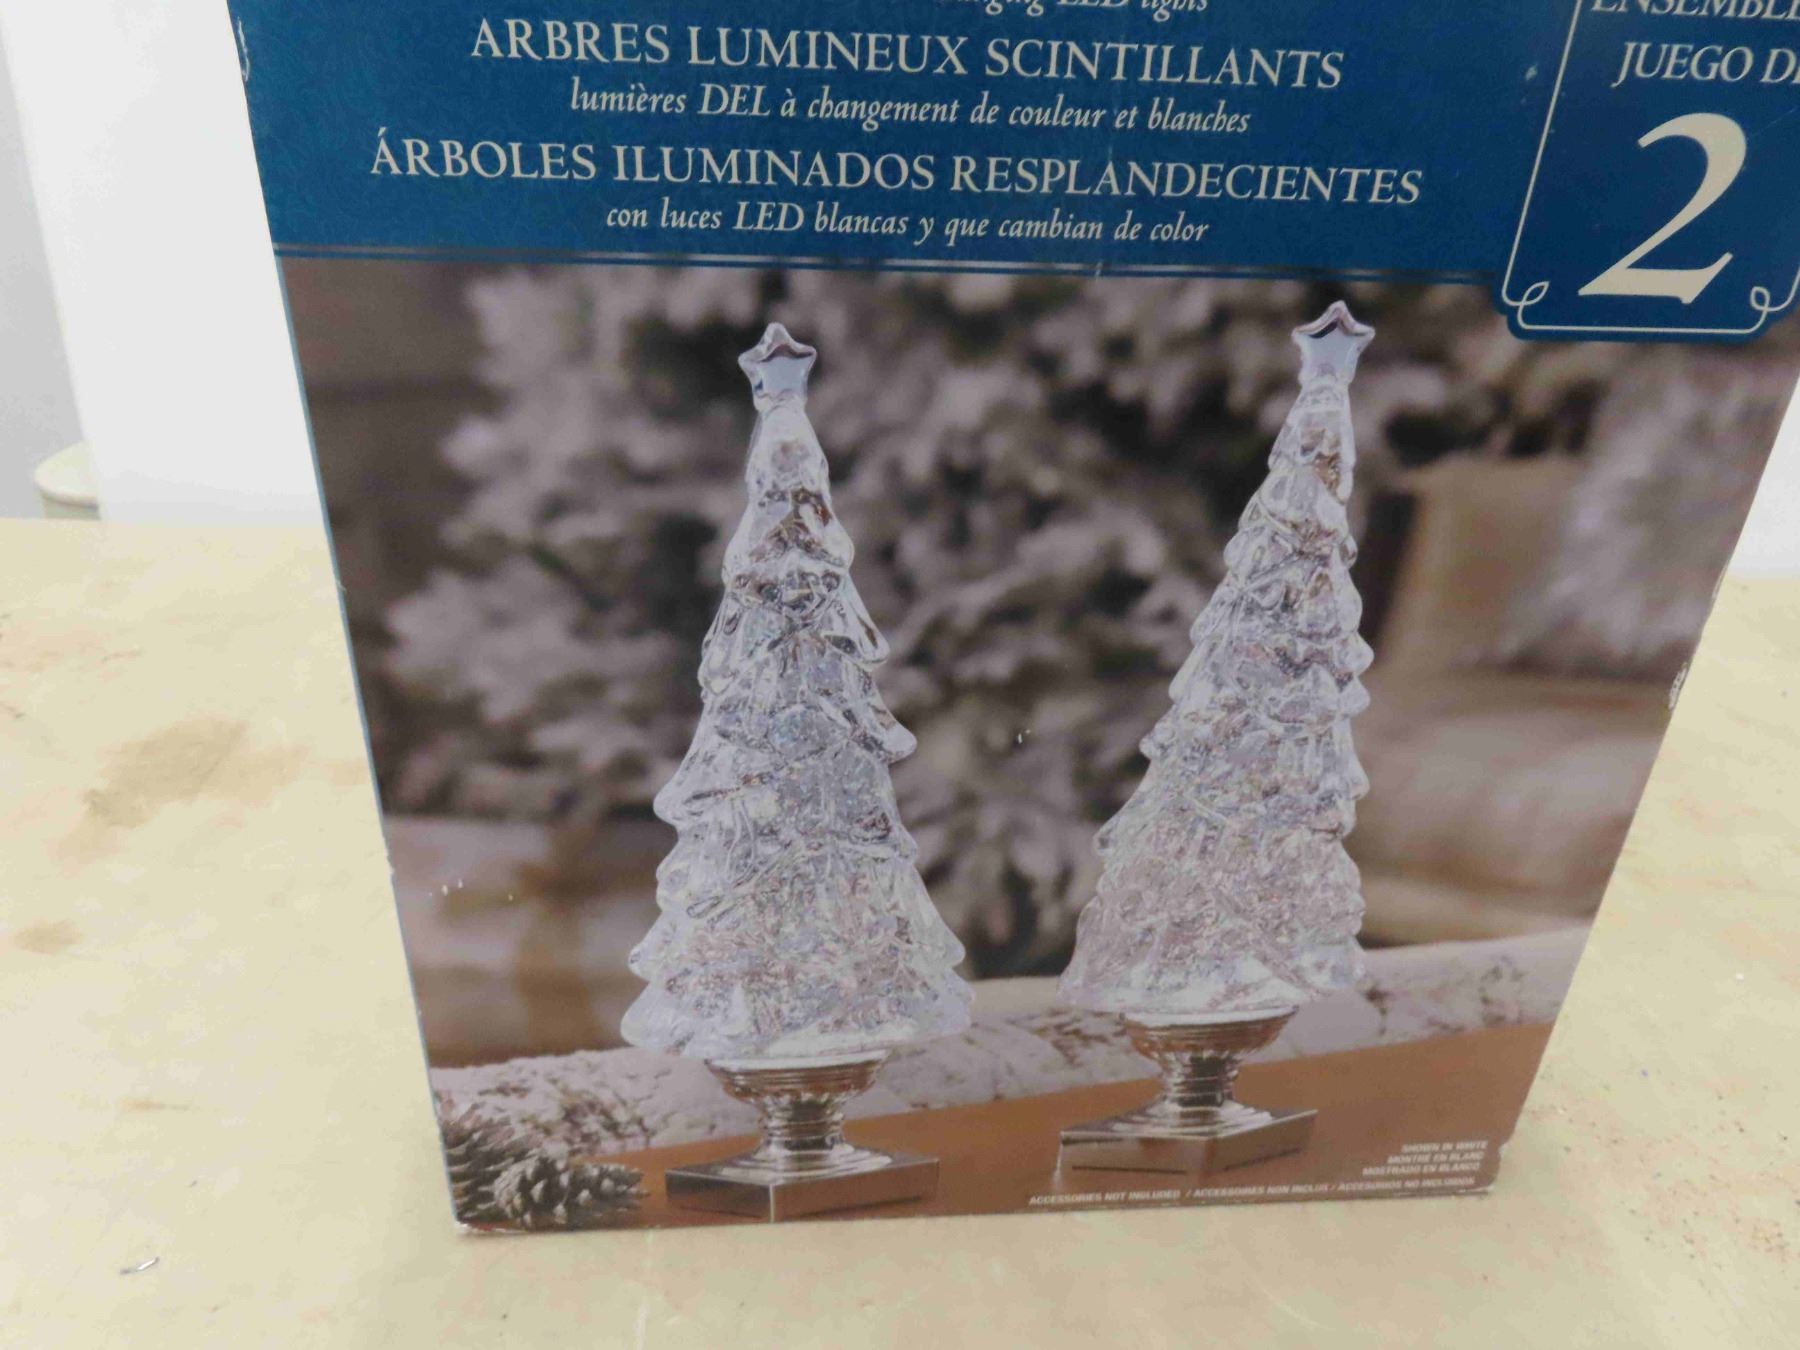 LED lights
ARBRES LUMINEUX SCINTILLANTS
lumières DEL à changement de couleur et blanches
ÁRBOLES ILUMINADOS RESPLANDECIENTES
con luces LED blancas y que cambian de color
JUEGO
2
SHOWN IN WHITE
MONTRÉ EN BLANC
MOSTRADO EN BLANCO
ACCESSORIES NOT INCLUDED / ACCESSOIRES NON INCLUS / ACCESORIOS NO INCLUIDOS